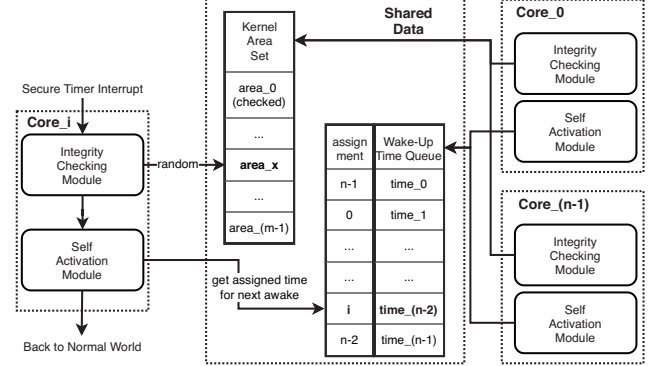 Secure Timer Interrupt
Core_i
Integrity
Checking
Module
Self
Activation
Module
Back to Normal World
random
get assigned time
for next awake
Shared
Data
Kernel
Area
Set
area_0
(checked)
...
area_x
...
area_(m-1)
assign
ment
Wake-Up
Time Queue
n-1 time_0
0 time_1
... ...
... ...
i time_(n-2)
n-2 time_(n-1)
Core_0
Integrity
Checking
Module
Self
Activation
Module
Core_(n-1)
Integrity
Checking
Module
Self
Activation
Module